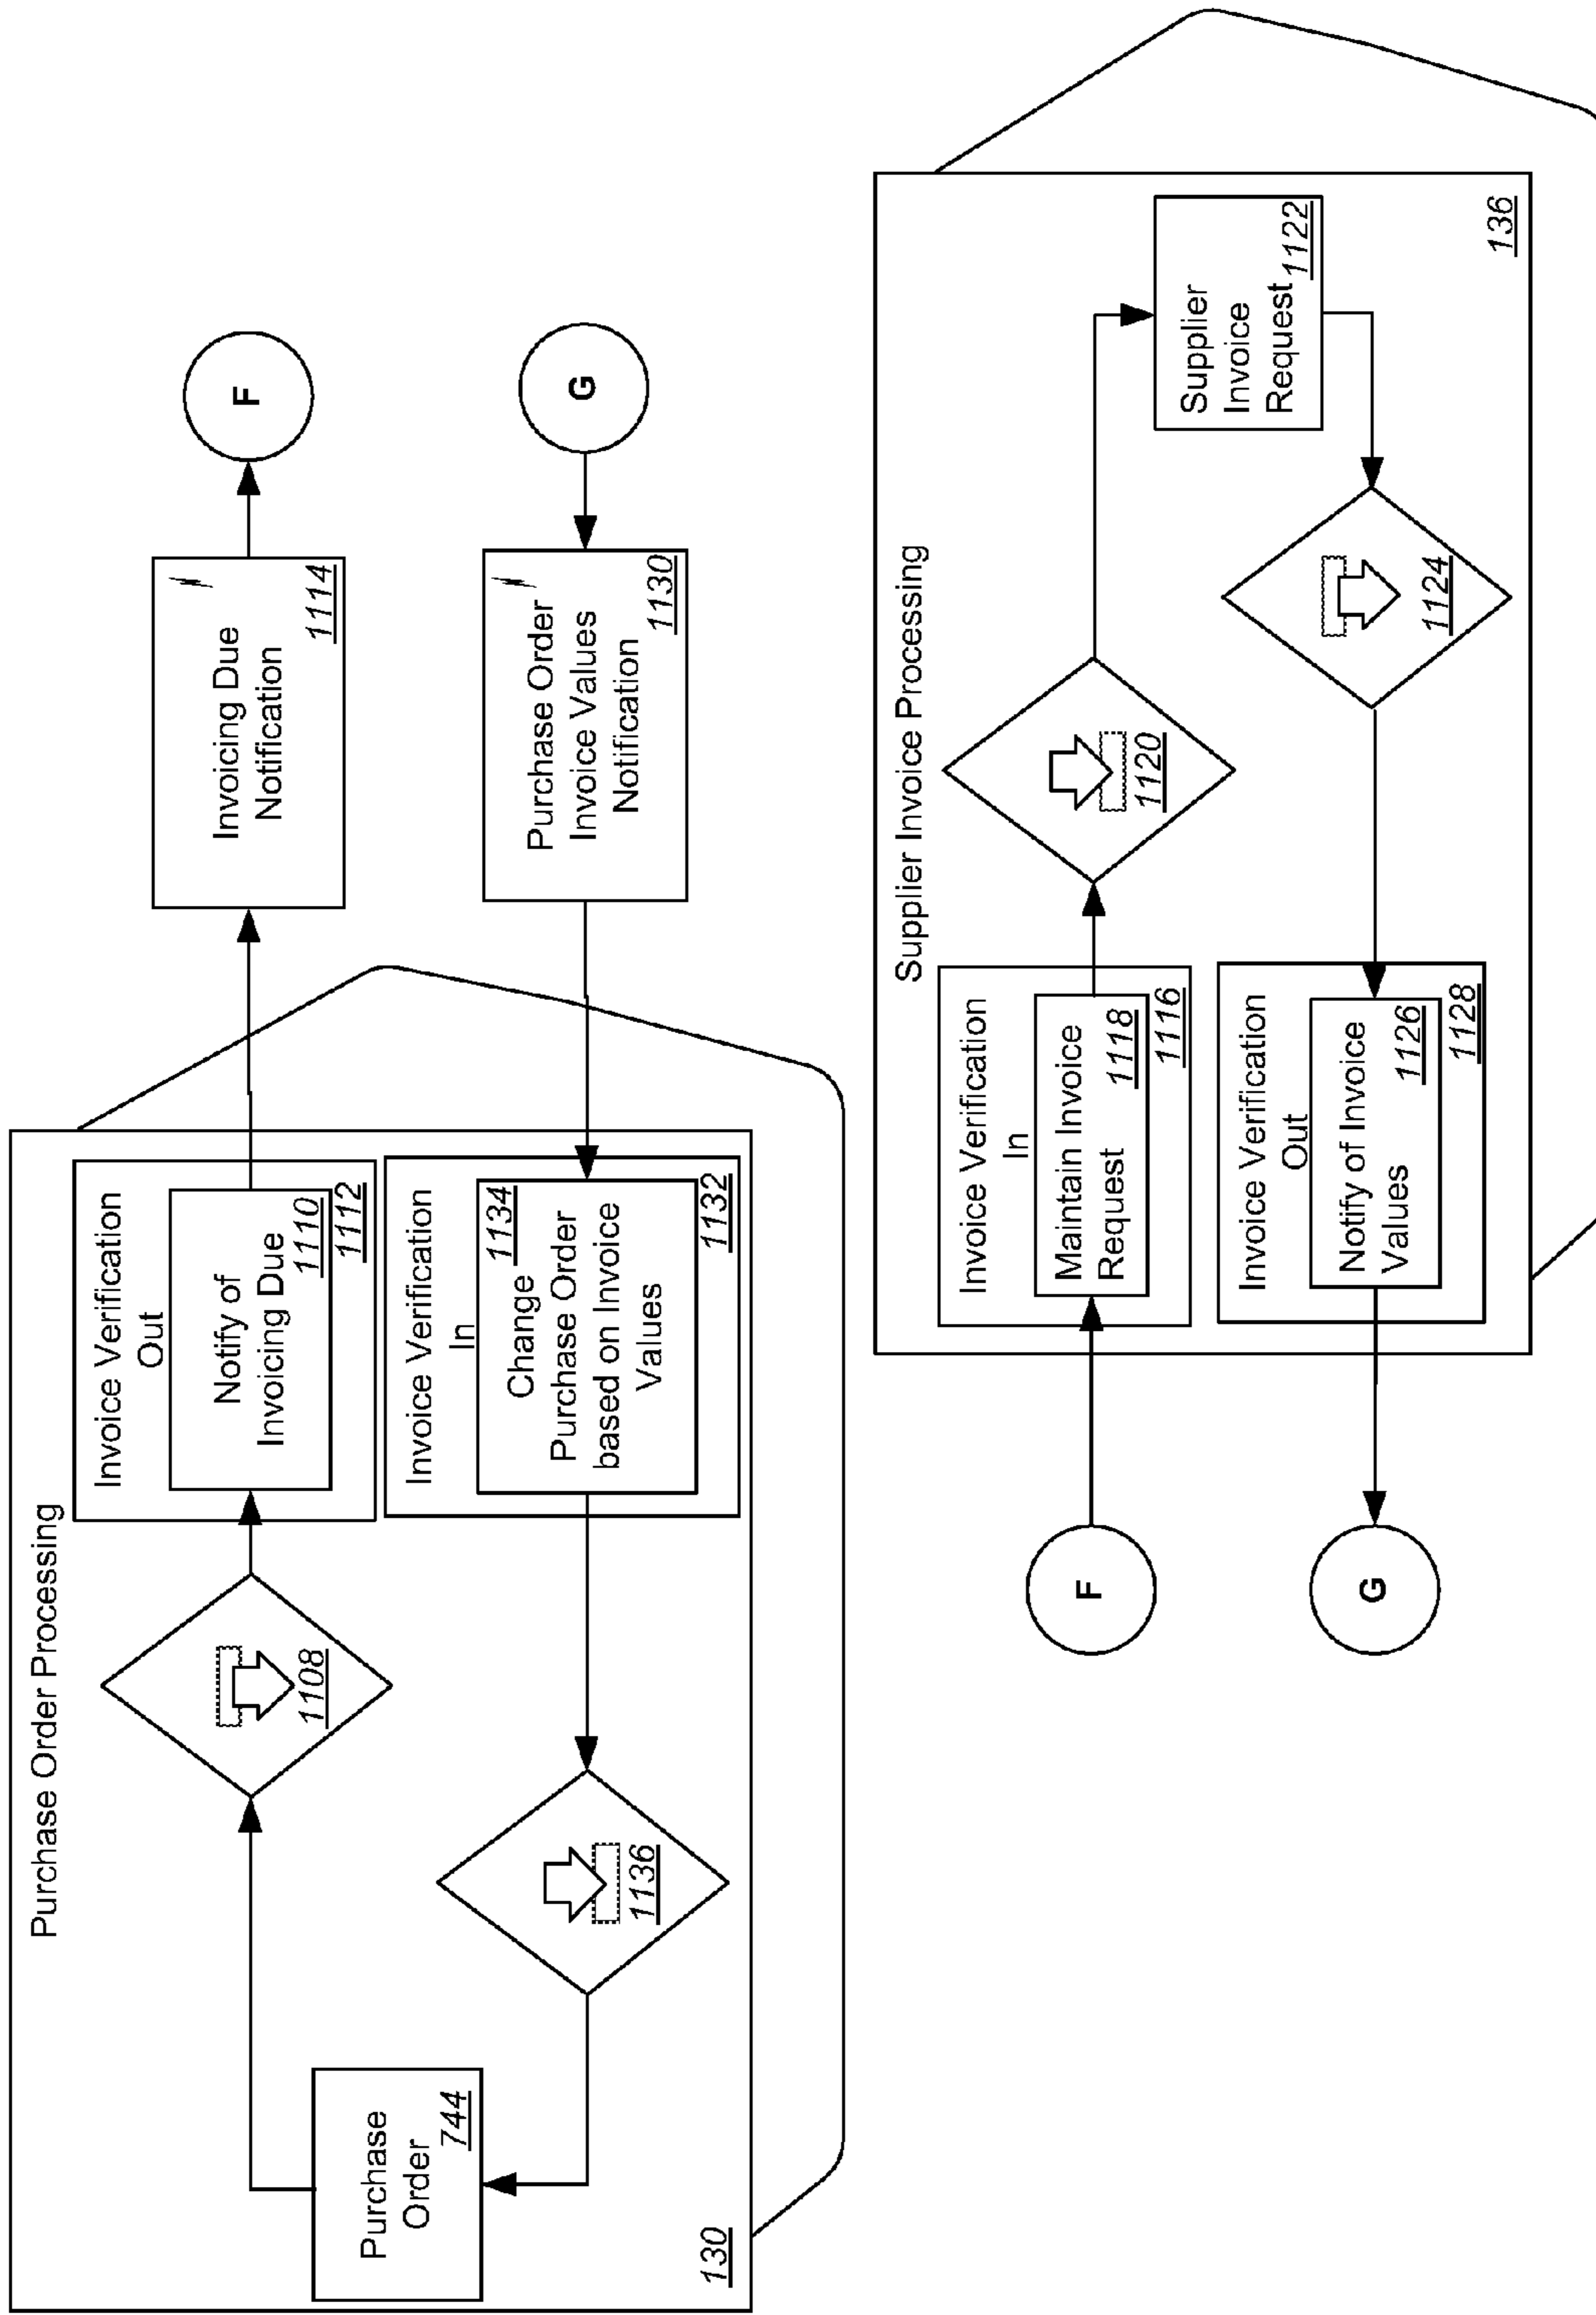 Purchase Order Processing
Purchase
Order
744
1108
Invoice Verification
Out
Notify of
Invoicing Due
1110
1112
Invoicing Due
Notification
1114
F
1136
Invoice Verification
In
1134
Change
Purchase Order
based on Invoice
Values
1132
Purchase Order
Invoice Values
Notification
1130
G
130
Supplier Invoice Processing
F
Invoice Verification
In
Maintain Invoice
Request
1118
1116
1120
Supplier
Invoice
Request
1122
G
Invoice Verification
Out
Notify of Invoice
Values
1126
1128
1124
136